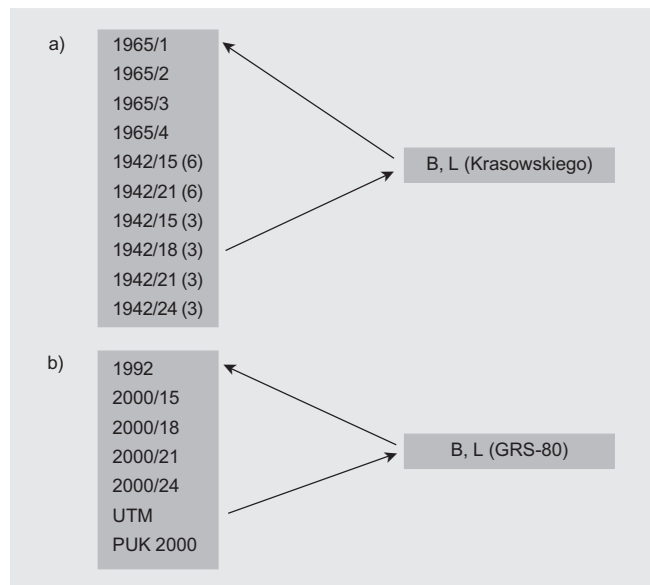 a)
1965/1
1965/2
1965/3
1965/4
1942/15 (6)
1942/21 (6)
1942/15 (3)
1942/18 (3)
1942/21 (3)
1942/24 (3)
B, L (Krasowskiego)
b)
1992
2000/15
2000/18
2000/21
2000/24
UTM
PUK 2000
B, L (GRS-80)